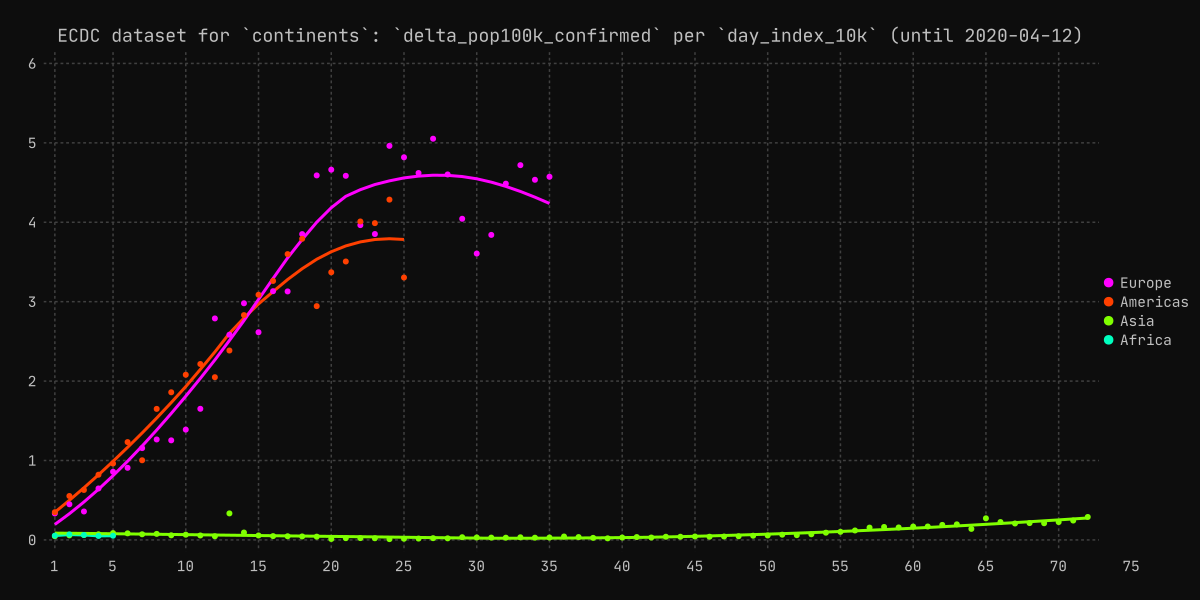 ECDC dataset for `continents`: `delta_pop100k_confirmed` per `day_index_10k` (until 2020-04-12)
6
5
4
3
2
1
0
Europe
Americas
Asia
Africa
1 5 10 15 20 25 30 35 40 45 50 55 60 65 70 75